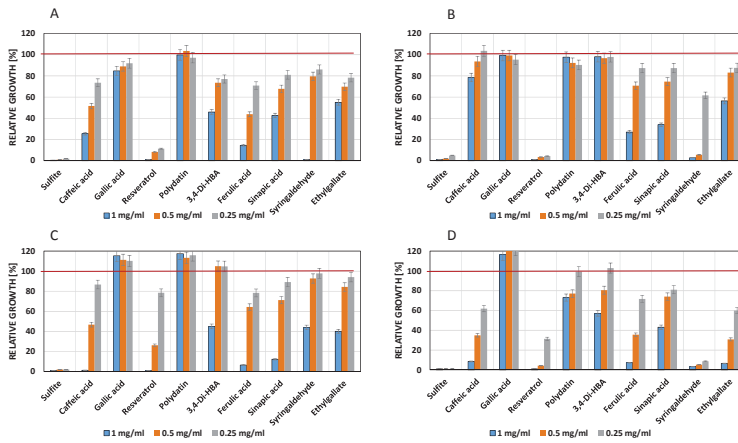 A
RELATIVE GROWTH [%]
120
100
80
60
40
20
0
Sulfite
Caffeic acid
Gallic acid
Resveratrol
Polydatin
3,4-Di-HBA
Ferulic acid
Sinapic acid
Syringaldehyde
Ethylgallate
1 mg/ml 0.5 mg/ml 0.25 mg/ml
B
RELATIVE GROWTH [%]
120
100
80
60
40
20
0
Sulfite
Caffeic acid
Gallic acid
Resveratrol
Polydatin
3,4-Di-HBA
Ferulic acid
Sinapic acid
Syringaldehyde
Ethylgallate
1 mg/ml 0.5 mg/ml 0.25 mg/ml
C
RELATIVE GROWTH [%]
120
100
80
60
40
20
0
Sulfite
Caffeic acid
Gallic acid
Resveratrol
Polydatin
3,4-Di-HBA
Ferulic acid
Sinapic acid
Syringaldehyde
Ethylgallate
1 mg/ml 0.5 mg/ml 0.25 mg/ml
D
RELATIVE GROWTH [%]
120
100
80
60
40
20
0
Sulfite
Caffeic acid
Gallic acid
Resveratrol
Polydatin
3,4-Di-HBA
Ferulic acid
Sinapic acid
Syringaldehyde
Ethylgallate
1 mg/ml 0.5 mg/ml 0.25 mg/ml